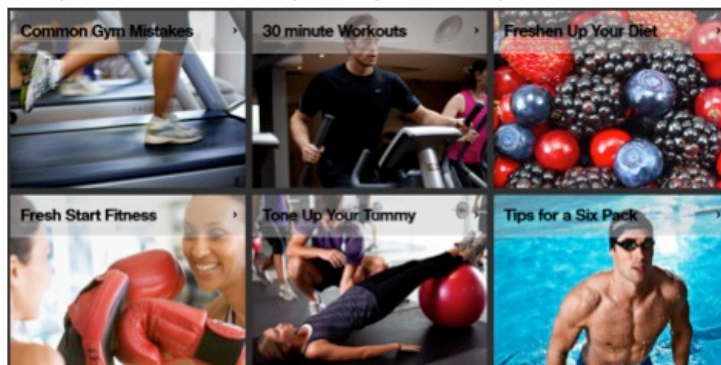 Common Gym Mistakes ›
30 minute Workouts ›
Freshen Up Your Diet ›
Fresh Start Fitness ›
Tone Up Your Tummy ›
Tips for a Six Pack ›